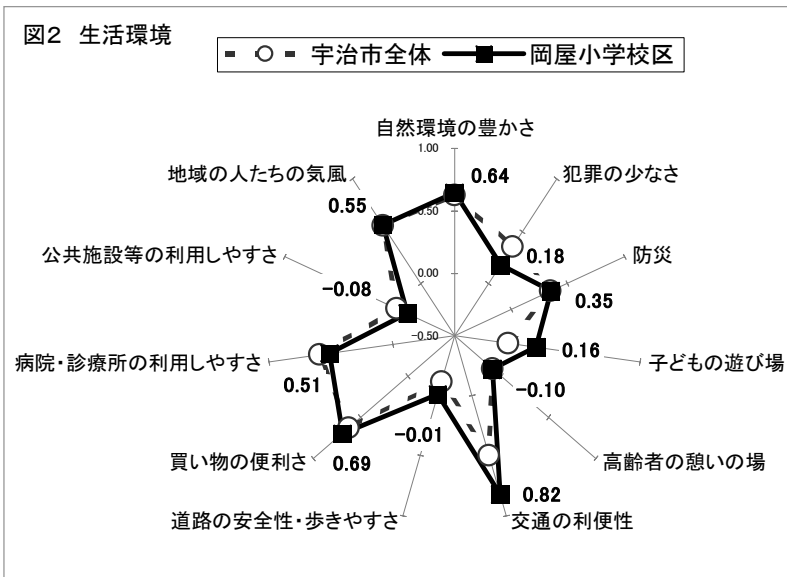 図2 生活環境
宇治市全体
岡屋小学校区
自然環境の豊かさ
1.00
0.64
犯罪の少なさ
地域の人たちの気風
0.55
0.50
0.18
防災
公共施設等の利用しやすさ
-0.08
0.00
0.35
病院・診療所の利用しやすさ
0.51
-0.50
0.16
子どもの遊び場
-0.10
高齢者の憩いの場
買い物の便利さ
0.69
-0.01
0.82
道路の安全性・歩きやすさ
交通の利便性